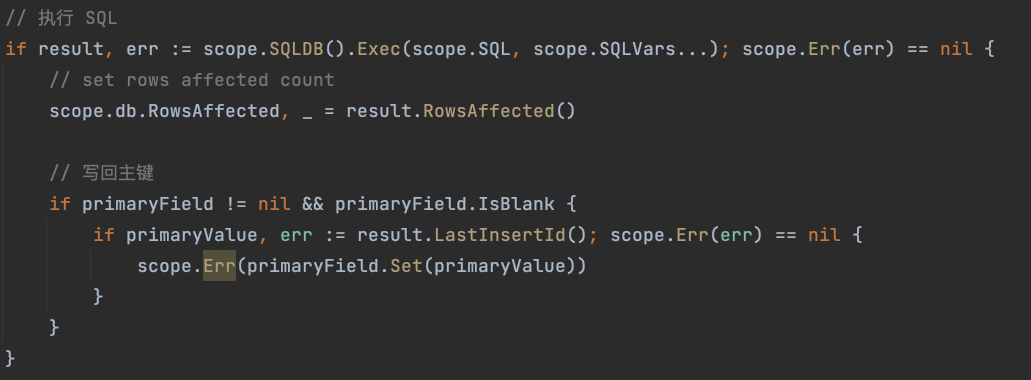 // 执行 SQL
if result, err := scope.SQLDB().Exec(scope.SQL, scope.SQLVars...); scope.Err(err) == nil {
    // set rows affected count
    scope.db.RowsAffected, _ = result.RowsAffected()

    // 写回主键
    if primaryField != nil && primaryField.IsBlank {
        if primaryValue, err := result.LastInsertId(); scope.Err(err) == nil {
            scope.Err(primaryField.Set(primaryValue))
        }
    }
}